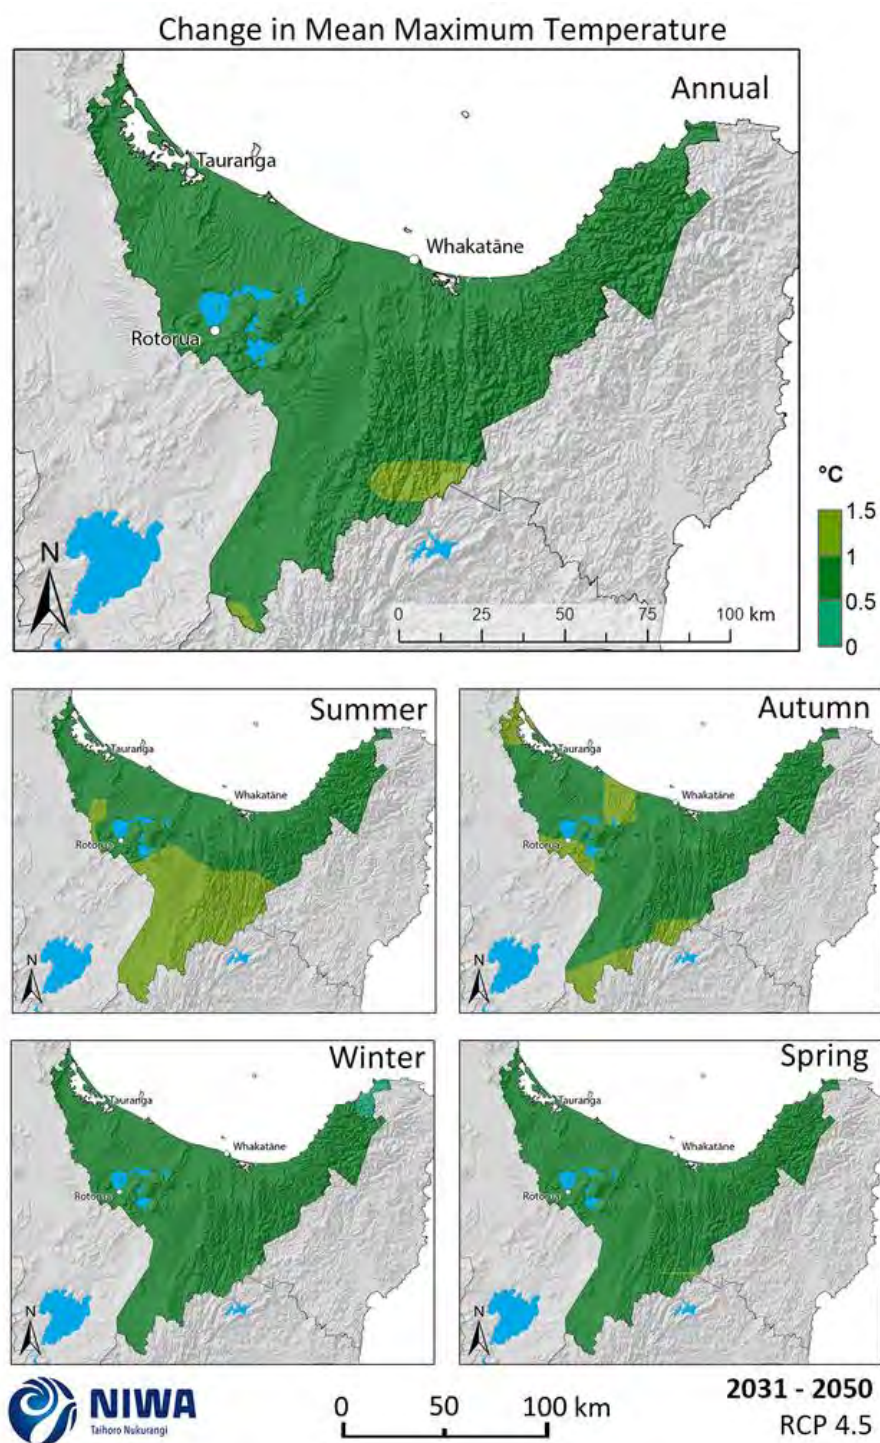 Change in Mean Maximum Temperature
Annual
Tauranga
Whakatāne
Rotorua
°C
1.5
1
0.5
0
N
0 25 50 75 100 km
Summer
Tauranga
Whakatāne
Rotorua
N
Autumn
Tauranga
Whakatāne
Rotorua
N
Winter
Tauranga
Whakatāne
Rotorua
N
Spring
Tauranga
Whakatāne
Rotorua
N
NIWA
Taihoro Nukurangi
0 50 100 km
2031 - 2050
RCP 4.5